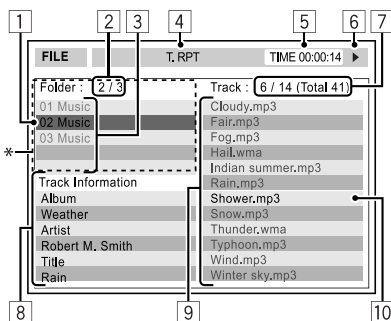 1 2 3 4 5 6 7
FILE T. RPT TIME 00:00:14
Folder : 2 / 3 Track : 6 / 14 (Total 41)
01 Music
02 Music
03 Music
*
Track Information
Album
Weather
Artist
Robert M. Smith
Title
Rain
Cloudy.mp3
Fair.mp3
Fog.mp3
Hail.wma
Indian summer.mp3
Rain.mp3
Shower.mp3
Snow.mp3
Thunder.wma
Typhoon.mp3
Wind.mp3
Winter sky.mp3
8 9 10